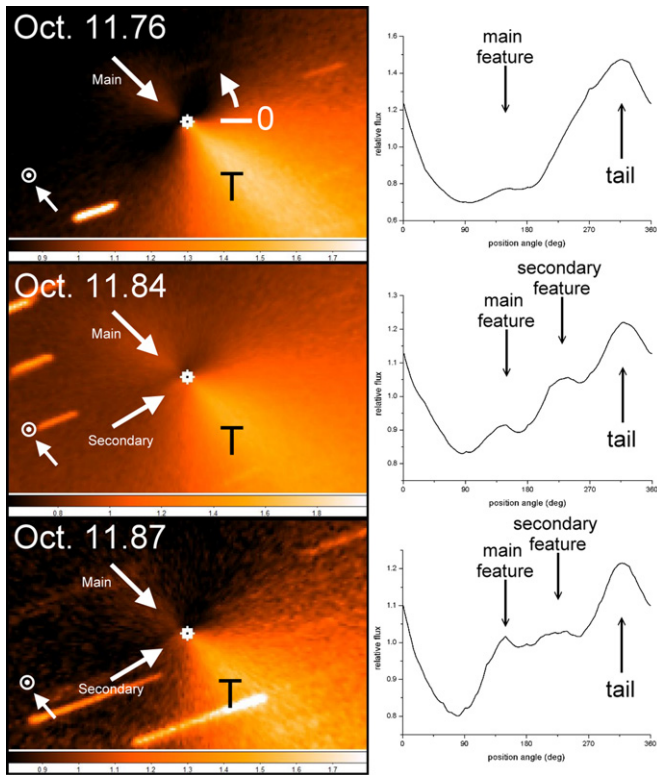 Oct. 11.76
Main
0
T
0.9 1 1.1 1.2 1.3 1.4 1.5 1.6 1.7
main
feature
tail
relative flux
1.6
1.4
1.2
1.0
0.8
0.6
0 90 180 270 360
position angle (deg)
Oct. 11.84
Main
Secondary
T
0.8 1 1.1 1.2 1.3 1.4 1.5 1.6 1.8
secondary
feature
main
feature
tail
relative flux
1.3
1.2
1.1
1.0
0.9
0.8
0 90 180 270 360
position angle (deg)
Oct. 11.87
Main
Secondary
T
0.9 1 1.1 1.2 1.3 1.4 1.5 1.6 1.7
secondary
feature
main
feature
tail
relative flux
1.2
1.1
1.0
0.9
0.8
0 90 180 270 360
position angle (deg)